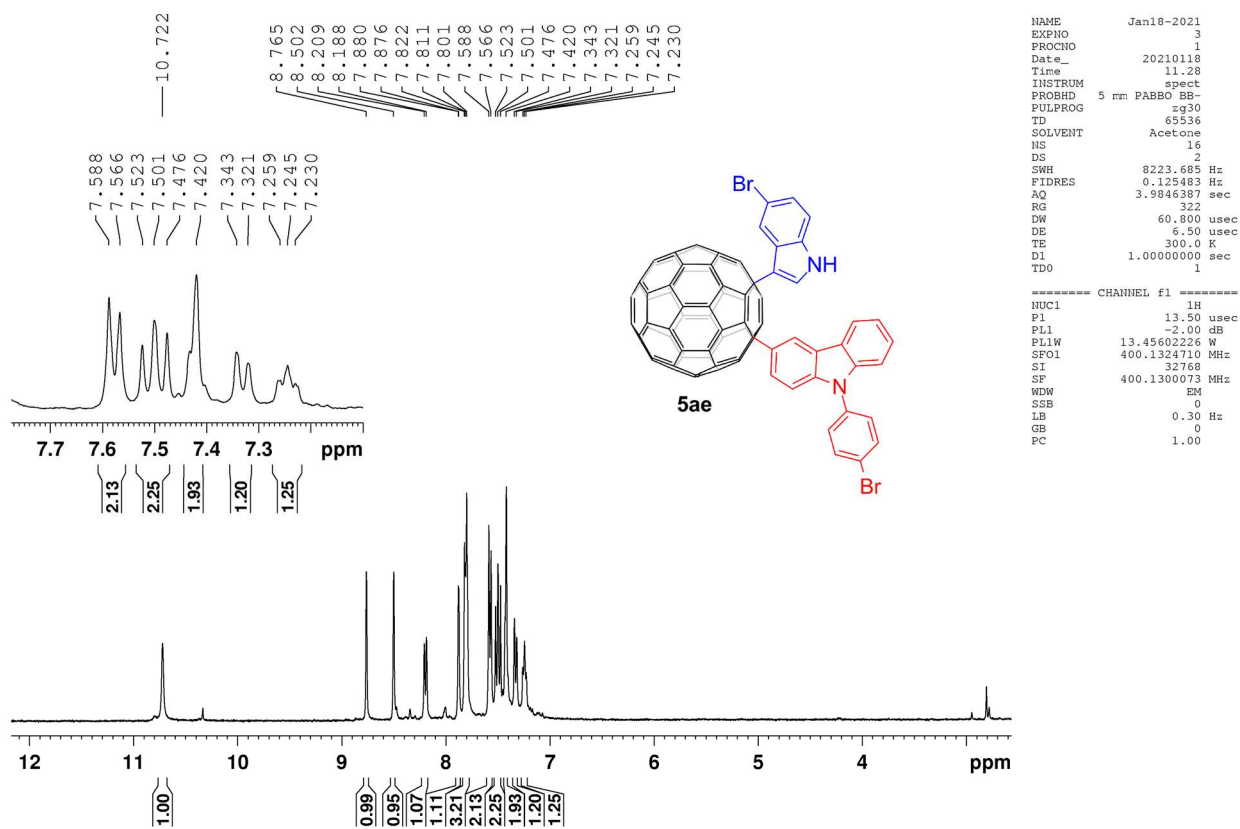 10.722
8.765
8.502
8.209
8.188
7.880
7.876
7.822
7.811
7.801
7.588
7.566
7.523
7.501
7.476
7.420
7.343
7.321
7.259
7.245
7.230
7.588
7.566
7.523
7.501
7.476
7.420
7.343
7.321
7.259
7.245
7.230
7.7 7.6 7.5 7.4 7.3 ppm
2.13 2.25 1.93 1.20 1.25
Br
NH
N
Br
5ae
NAME Jan18-2021
EXPNO 3
PROCNO 1
Date_ 20210118
Time 11.28
INSTRUM spect
PROBHD 5 mm PABBO BB-
PULPROG zg30
TD 65536
SOLVENT Acetone
NS 16
DS 2
SWH 8223.685 Hz
FIDRES 0.125483 Hz
AQ 3.9846387 sec
RG 322
DW 60.800 usec
DE 6.50 usec
TE 300.0 K
D1 1.00000000 sec
TD0 1
======== CHANNEL f1 ========
NUC1 1H
P1 13.50 usec
PL1 -2.00 dB
PL1W 13.45602226 W
SFO1 400.1324710 MHz
SI 32768
SF 400.1300073 MHz
WDW EM
SSB 0
LB 0.30 Hz
GB 0
PC 1.00
12 11 10 9 8 7 6 5 4 ppm
1.00 0.99 0.95 1.07 1.11 3.21 2.13 2.25 1.93 1.20 1.25